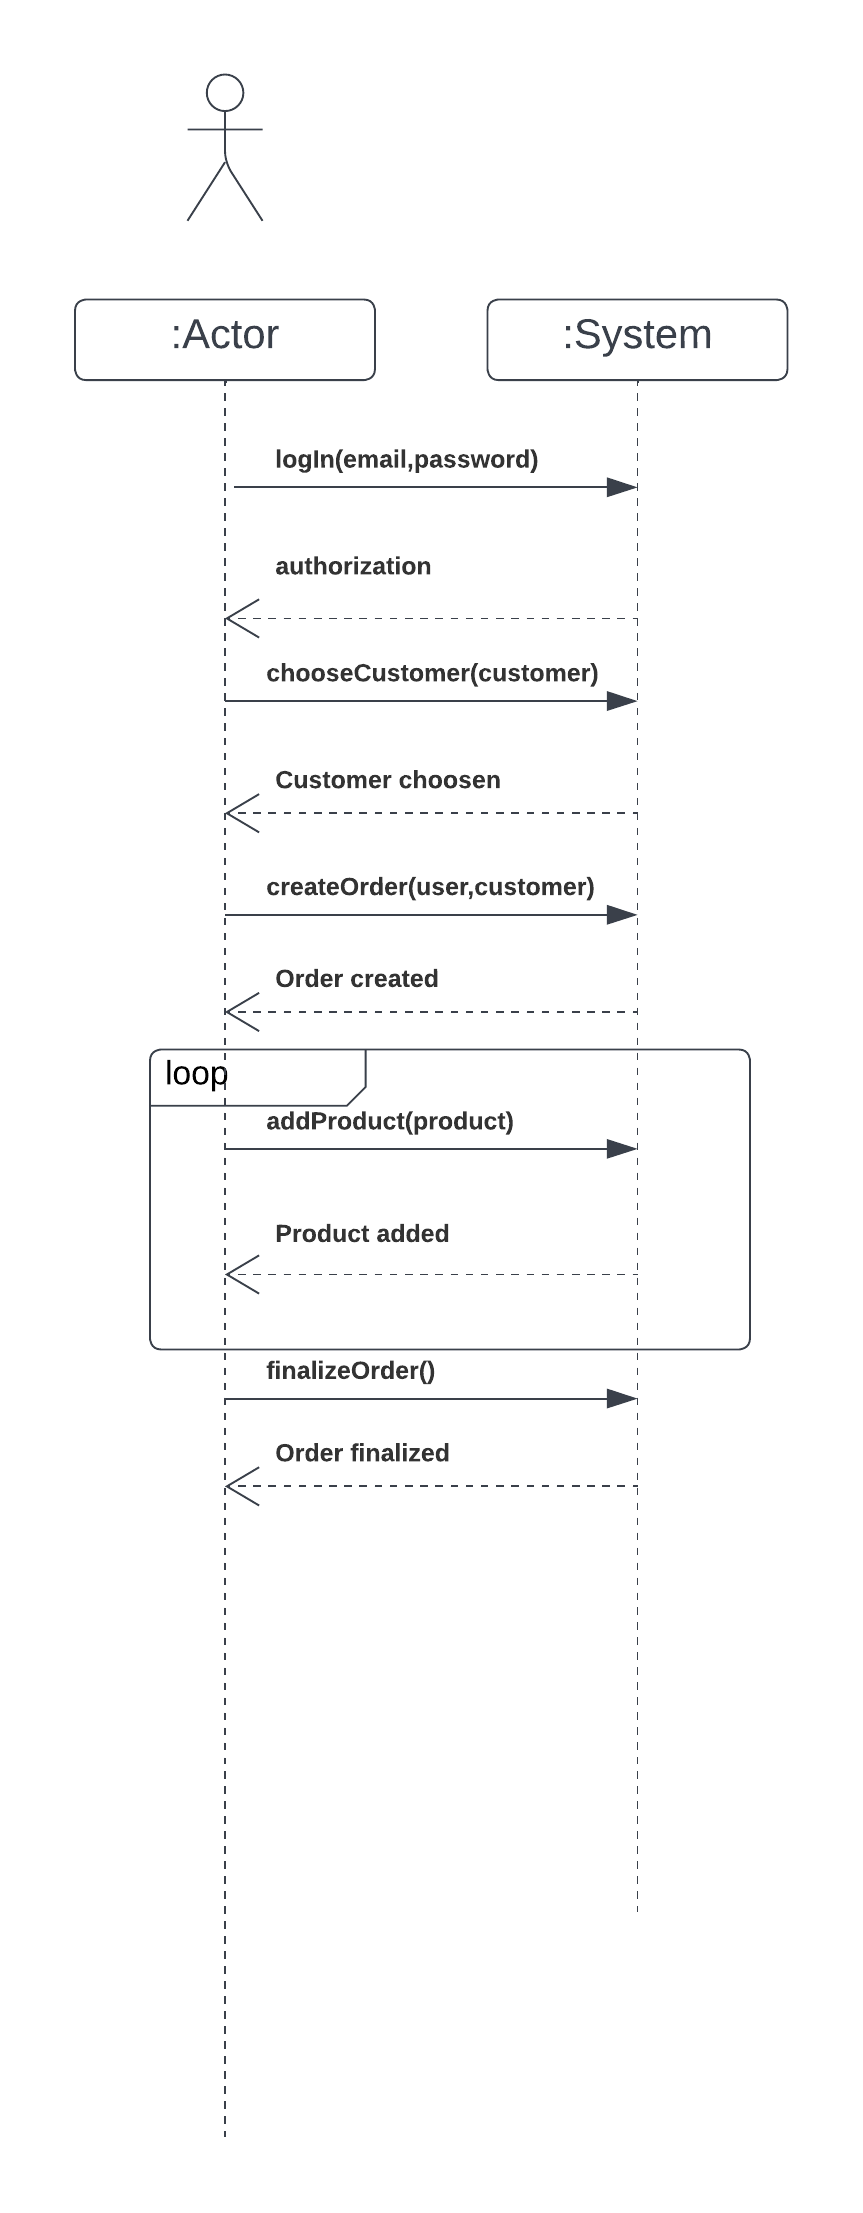 :Actor
:System
logIn(email,password)
authorization
chooseCustomer(customer)
Customer choosen
createOrder(user,customer)
Order created
loop
addProduct(product)
Product added
finalizeOrder()
Order finalized